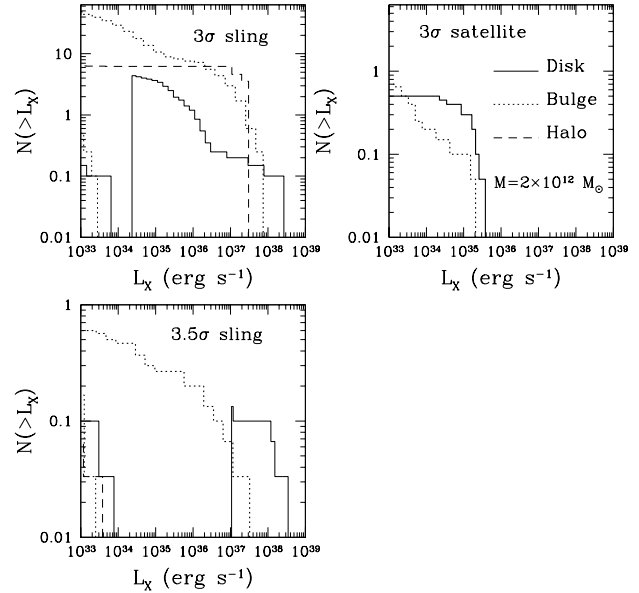 3σ sling
10
1
0.1
0.01
N(>L_X)
10^33 10^34 10^35 10^36 10^37 10^38 10^39
L_X (erg s^−1)
3σ satellite
Disk
Bulge
Halo
M=2×10^12 M_⊙
1
0.1
0.01
N(>L_X)
10^33 10^34 10^35 10^36 10^37 10^38 10^39
L_X (erg s^−1)
3.5σ sling
1
0.1
0.01
N(>L_X)
10^33 10^34 10^35 10^36 10^37 10^38 10^39
L_X (erg s^−1)